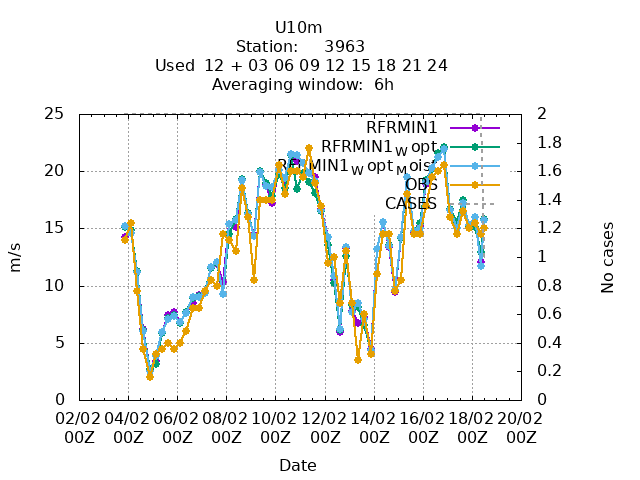 U10m
Station: 3963
Used 12 + 03 06 09 12 15 18 21 24
Averaging window: 6h
25 2
RFRMIN1
1.8
RFRMIN1WOpt
20 RFRMIN1WoptMoist 1.6
OBS
CASES 1.4
15 1.2
m/s No cases
1
10 0.8
0.6
5 0.4
0.2
0 0
02/02 04/02 06/02 08/02 10/02 12/02 14/02 16/02 18/02 20/02
00Z 00Z 00Z 00Z 00Z 00Z 00Z 00Z 00Z 00Z
Date